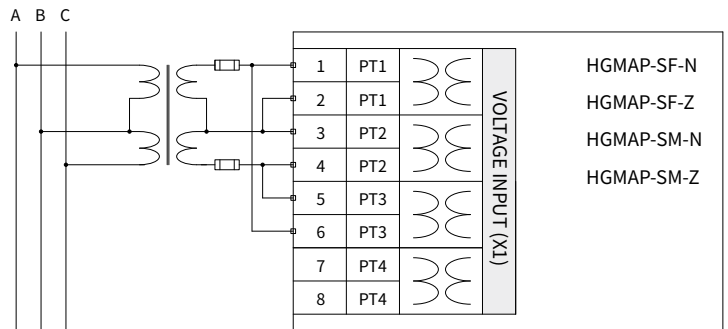 A B C
1 PT1
2 PT1
3 PT2
4 PT2
5 PT3
6 PT3
7 PT4
8 PT4
VOLTAGE INPUT (X1)
HGMAP-SF-N
HGMAP-SF-Z
HGMAP-SM-N
HGMAP-SM-Z